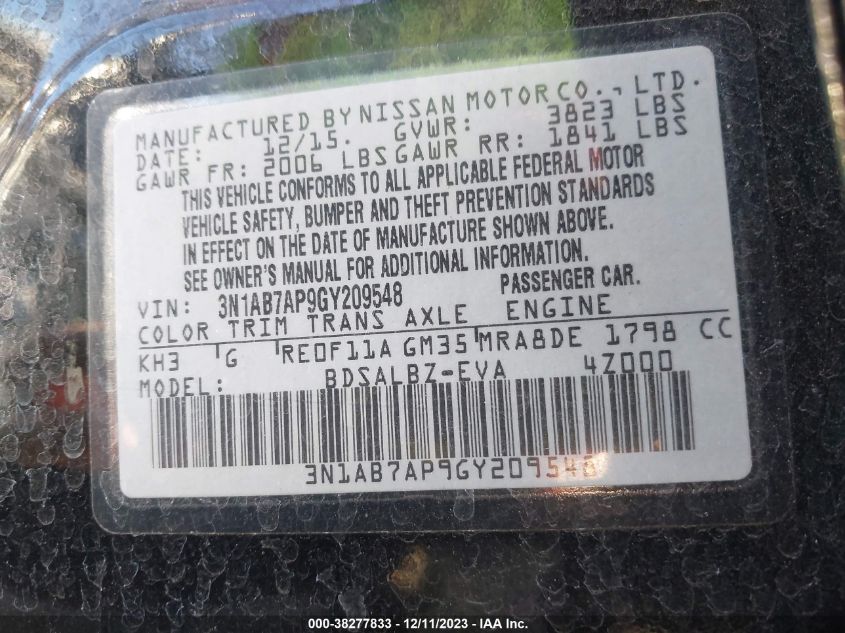 MANUFACTURED BY NISSAN MOTOR CO., LTD.
DATE: 12/15. GVWR: 3823 LBS
GAWR FR: 2006 LBS GAWR RR: 1841 LBS
THIS VEHICLE CONFORMS TO ALL APPLICABLE FEDERAL MOTOR
VEHICLE SAFETY, BUMPER AND THEFT PREVENTION STANDARDS
IN EFFECT ON THE DATE OF MANUFACTURE SHOWN ABOVE.
SEE OWNER'S MANUAL FOR ADDITIONAL INFORMATION.
VIN: 3N1AB7AP9GY209548 PASSENGER CAR.
COLOR TRIM TRANS AXLE ENGINE
KH3 G RE0F11A GM35 MRA8DE 1798 CC
MODEL: BDSALBZ-EVA 4Z000
3N1AB7AP9GY209548
000-38277833 - 12/11/2023 - www.iaai.com